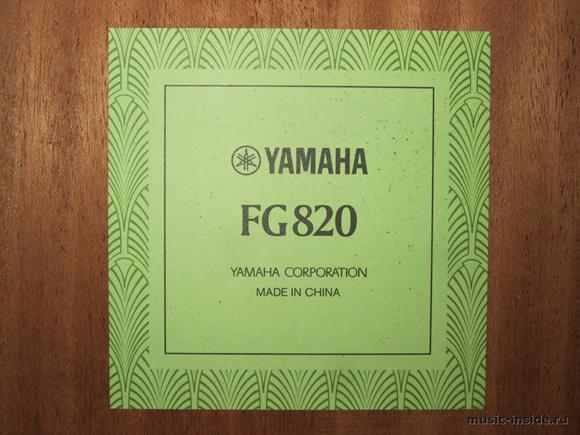 YAMAHA
FG820
YAMAHA CORPORATION
MADE IN CHINA
music-inside.ru